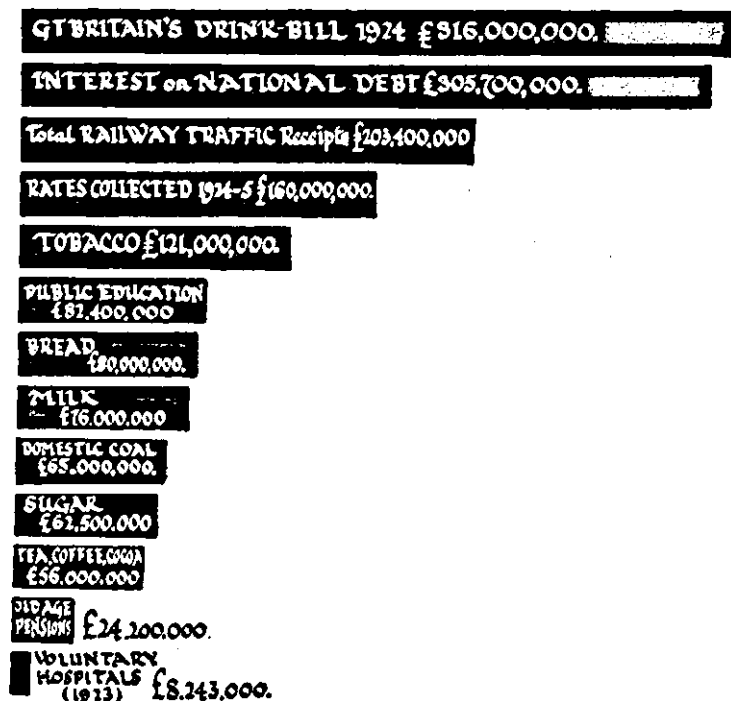 GT BRITAIN'S DRINK-BILL 1924 £316,000,000.
INTEREST on NATIONAL DEBT £305,700,000.
Total RAILWAY TRAFFIC Receipts £203,400,000
RATES COLLECTED 1924-5 £160,000,000.
TOBACCO £121,000,000.
PUBLIC EDUCATION
£82,400,000
BREAD
£80,000,000.
MILK
£76.000.000
DOMESTIC COAL
£65.000,000.
SUGAR
£62,500.000
TEA, COFFEE, COCOA
£56.000.000
OLD AGE
PENSIONS £24,200,000.
VOLUNTARY
HOSPITALS
(1923) £8,243,000.